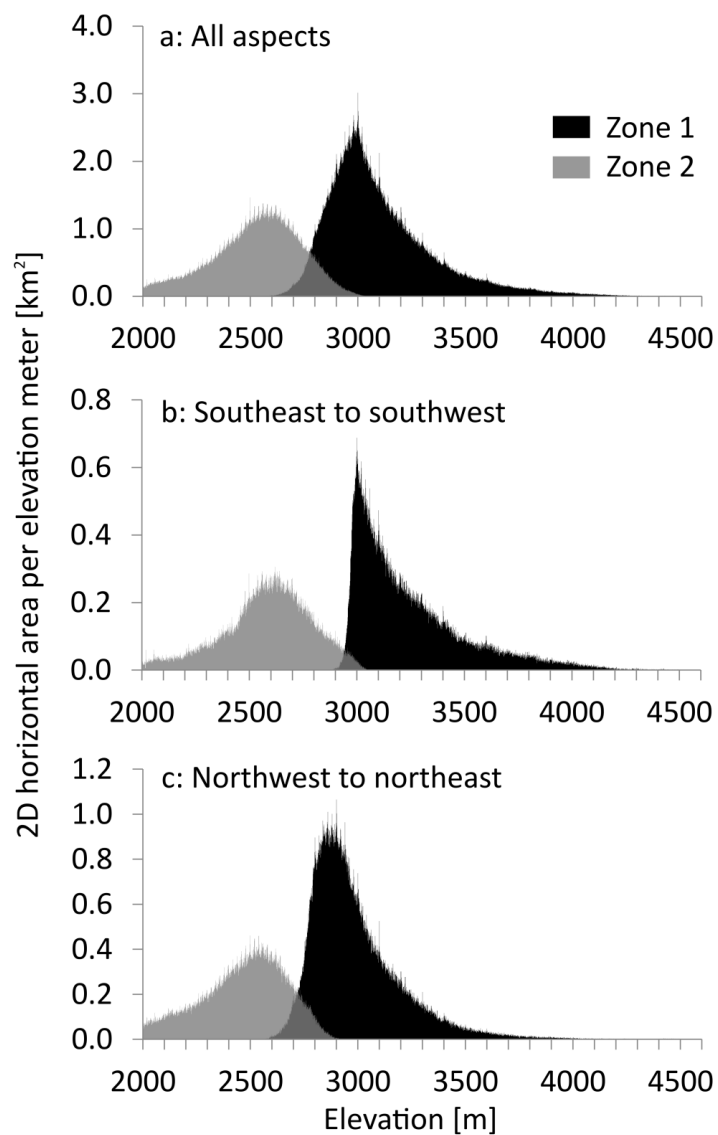 2D horizontal area per elevation meter [km²]
a: All aspects
Zone 1
Zone 2
4.0
3.0
2.0
1.0
0.0
2000 2500 3000 3500 4000 4500
b: Southeast to southwest
0.8
0.6
0.4
0.2
0.0
2000 2500 3000 3500 4000 4500
c: Northwest to northeast
1.2
1.0
0.8
0.6
0.4
0.2
0.0
2000 2500 3000 3500 4000 4500
Elevation [m]